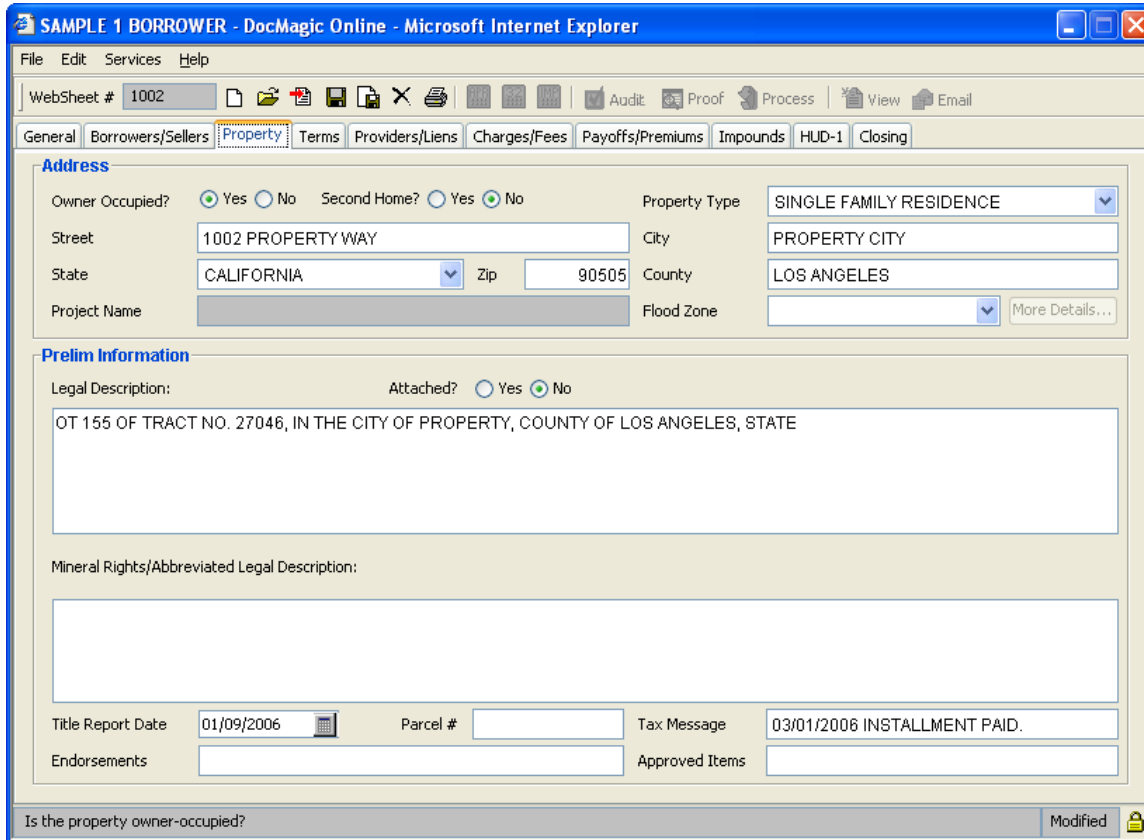 SAMPLE 1 BORROWER - DocMagic Online - Microsoft Internet Explorer
File Edit Services Help
WebSheet # 1002 Audit Proof Process View Email
General Borrowers/Sellers Property Terms Providers/Liens Charges/Fees Payoffs/Premiums Impounds HUD-1 Closing
Address
Owner Occupied? Yes No Second Home? Yes No Property Type SINGLE FAMILY RESIDENCE
Street 1002 PROPERTY WAY City PROPERTY CITY
State CALIFORNIA Zip 90505 County LOS ANGELES
Project Name Flood Zone More Details...
Prelim Information
Legal Description: Attached? Yes No
OT 155 OF TRACT NO. 27046, IN THE CITY OF PROPERTY, COUNTY OF LOS ANGELES, STATE
Mineral Rights/Abbreviated Legal Description:
Title Report Date 01/09/2006 Parcel # Tax Message 03/01/2006 INSTALLMENT PAID.
Endorsements Approved Items
Is the property owner-occupied? Modified